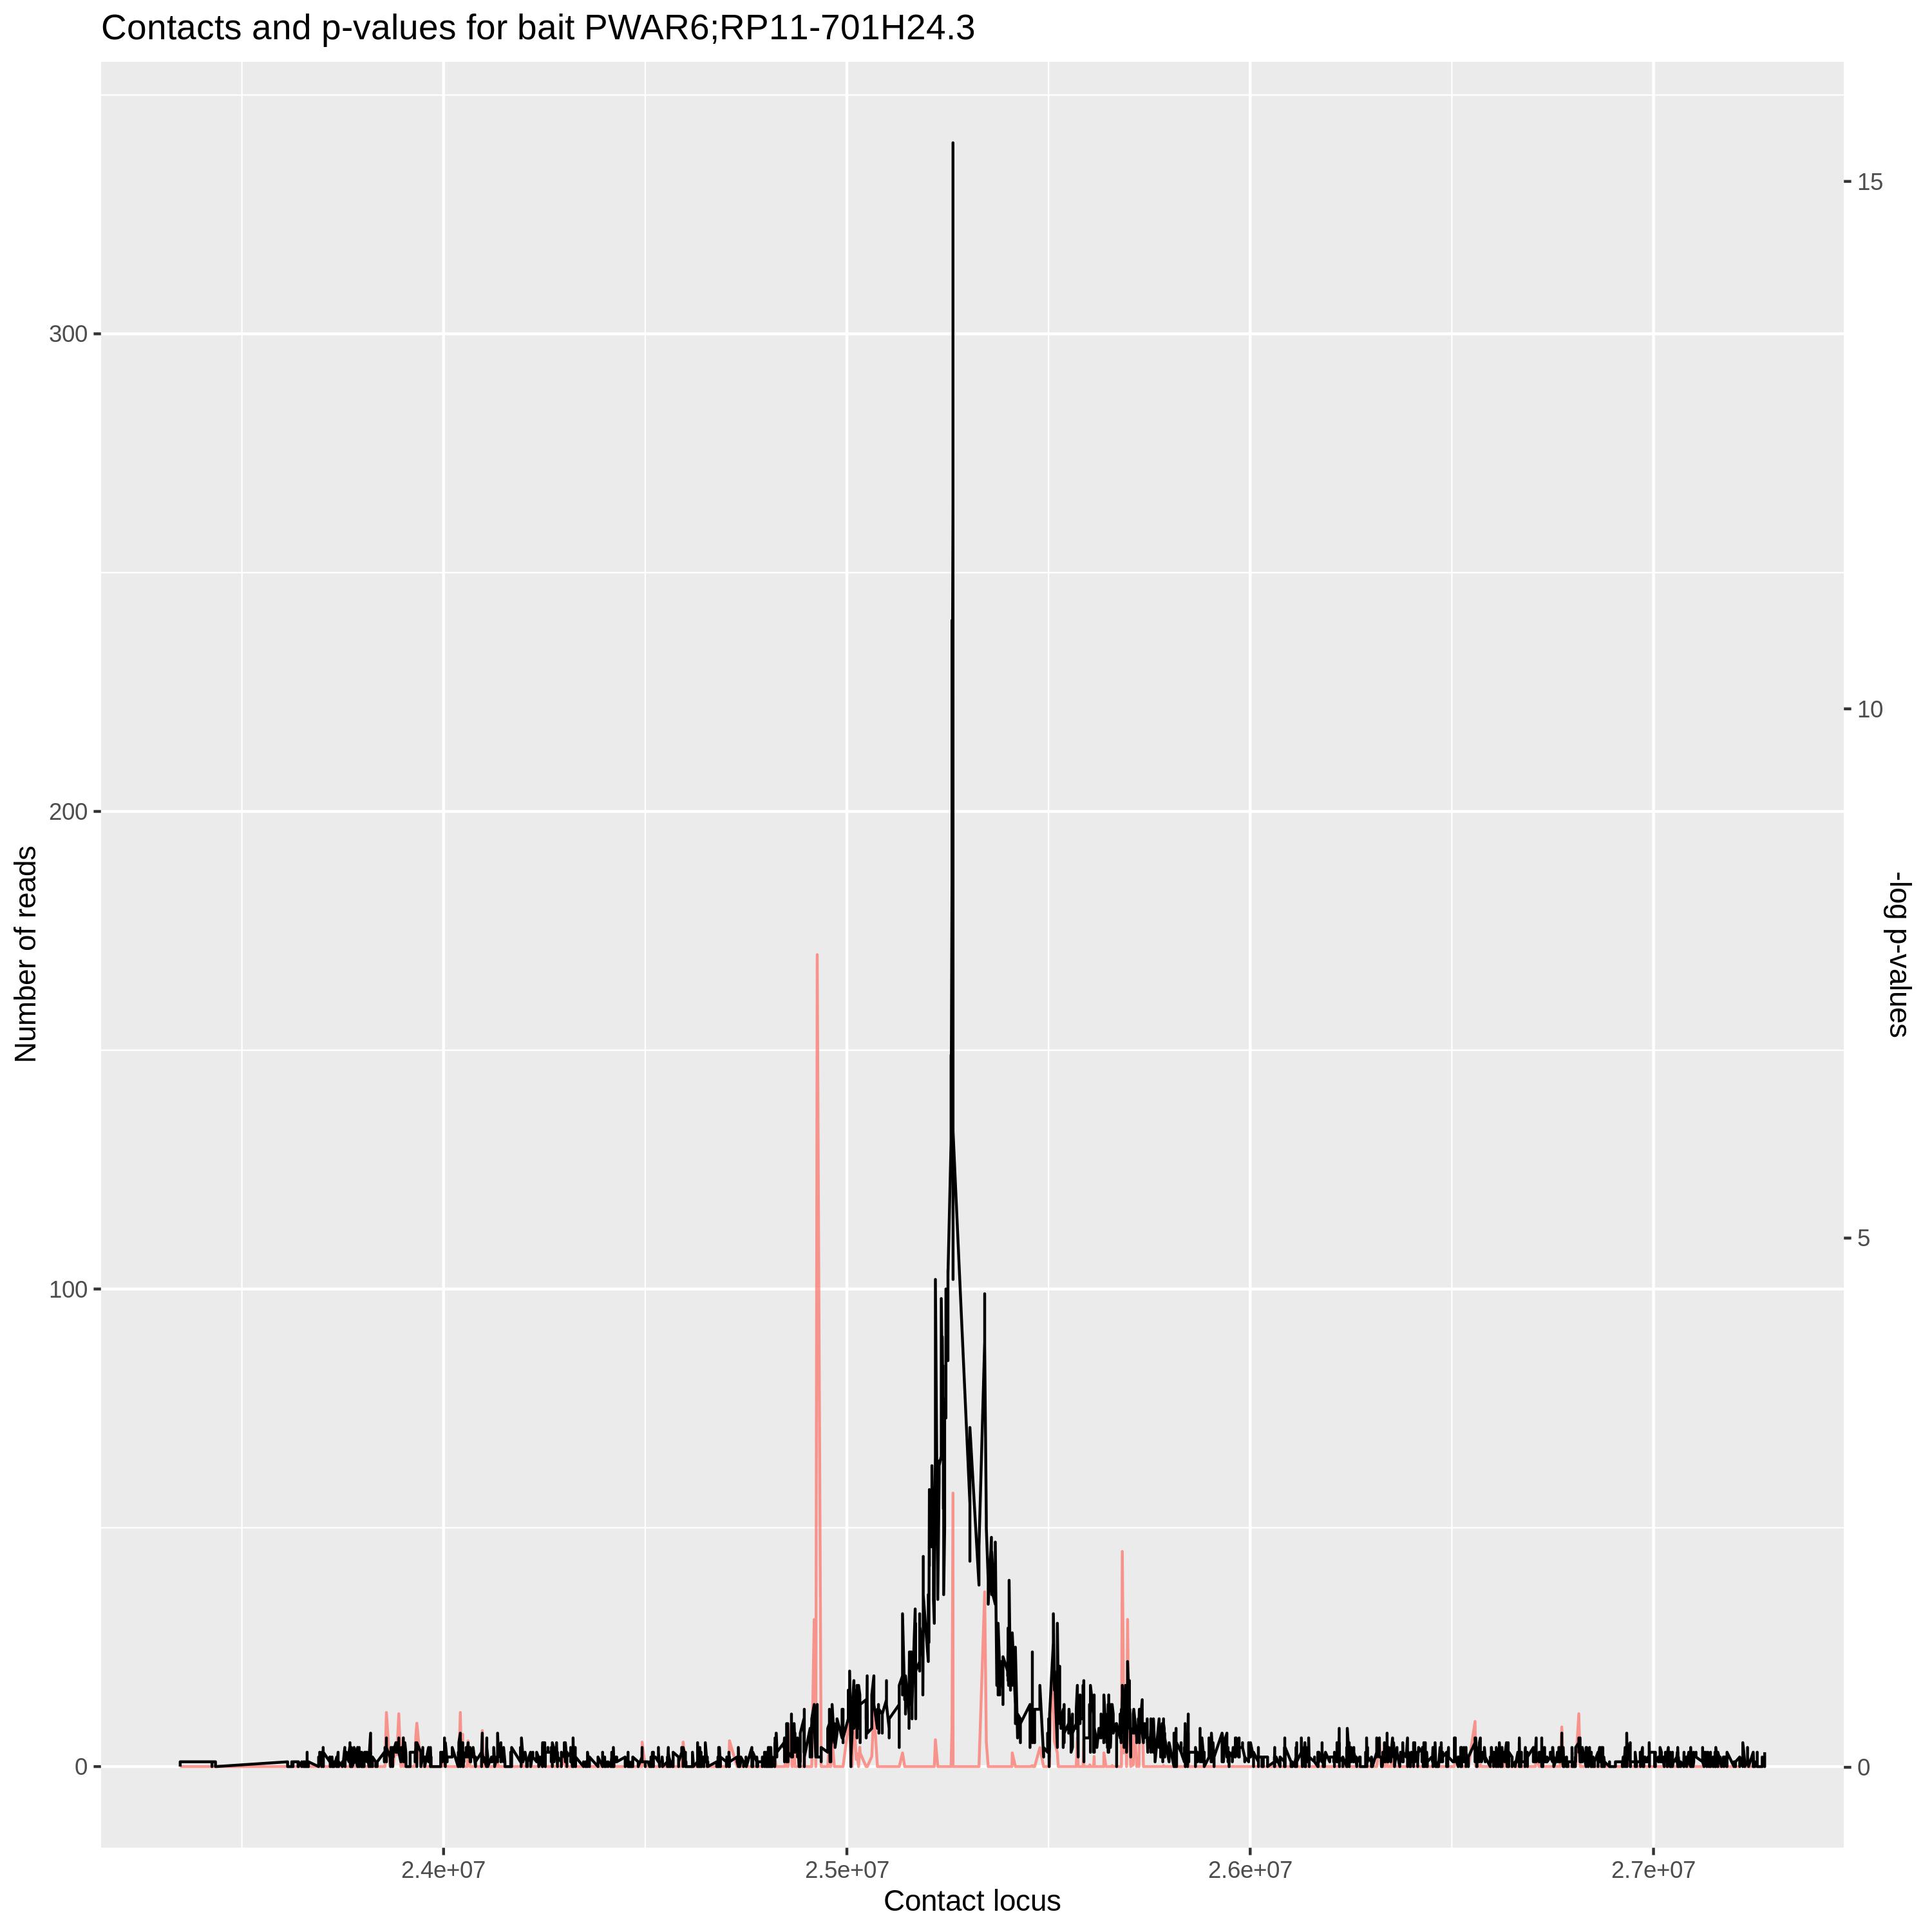 Contacts and p-values for bait PWAR6;RP11-701H24.3
Number of reads
300
200
100
0
15
10
5
0
-log p-values
2.4e+07
2.5e+07
2.6e+07
2.7e+07
Contact locus